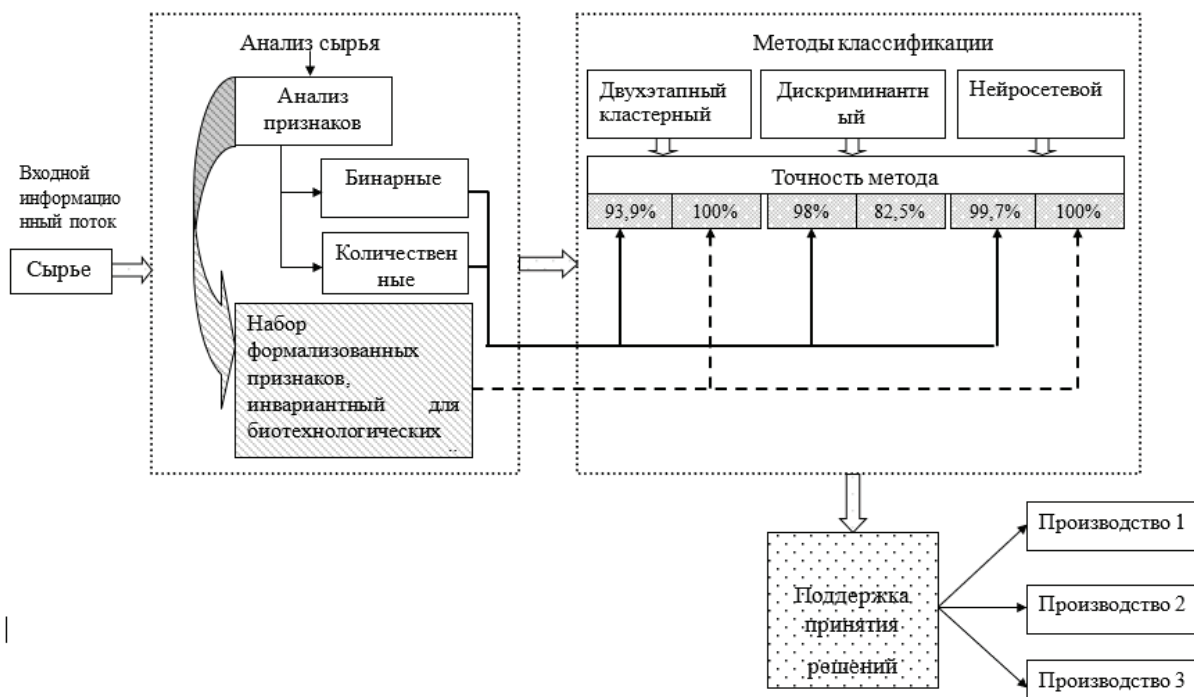 Входной
информацио
нный поток
Сырье
Анализ сырья
Анализ
признаков
Бинарные
Количествен
ные
Набор
формализованных
признаков,
инвариантный для
биотехнологических
Методы классификации
Двухэтапный
кластерный
Дискриминантн
ый
Нейросетевой
Точность метода
93,9% 100% 98% 82,5% 99,7% 100%
Поддержка
принятия
решений
Производство 1
Производство 2
Производство 3